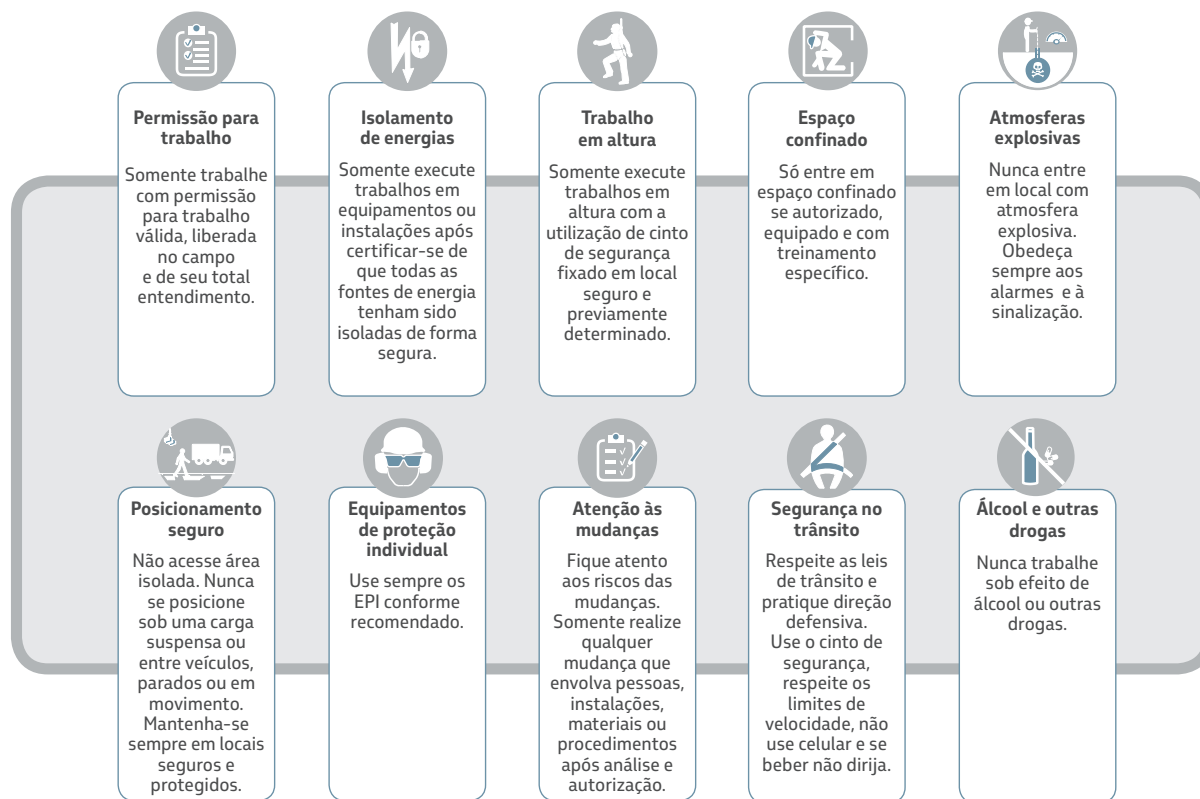 Permissão para
trabalho
Somente trabalhe
com permissão
para trabalho
válida, liberada
no campo
e de seu total
entendimento.
Isolamento
de energias
Somente execute
trabalhos em
equipamentos ou
instalações após
certificar-se de
que todas as
fontes de energia
tenham sido
isoladas de forma
segura.
Trabalho
em altura
Somente execute
trabalhos em
altura com a
utilização de cinto
de segurança
fixado em local
seguro e
previamente
determinado.
Espaço
confinado
Só entre em
espaço confinado
se autorizado,
equipado e com
treinamento
específico.
Atmosferas
explosivas
Nunca entre
em local com
atmosfera
explosiva.
Obedeça
sempre aos
alarmes e à
sinalização.
Posicionamento
seguro
Não acesse área
isolada. Nunca
se posicione
sob uma carga
suspensa ou
entre veículos,
parados ou em
movimento.
Mantenha-se
sempre em locais
seguros e
protegidos.
Equipamentos
de proteção
individual
Use sempre os
EPI conforme
recomendado.
Atenção às
mudanças
Fique atento
aos riscos das
mudanças.
Somente realize
qualquer
mudança que
envolva pessoas,
instalações,
materiais ou
procedimentos
após análise e
autorização.
Segurança no
trânsito
Respeite as leis
de trânsito e
pratique direção
defensiva.
Use o cinto de
segurança,
respeite os
limites de
velocidade, não
use celular e se
beber não dirija.
Álcool e outras
drogas
Nunca trabalhe
sob efeito de
álcool ou outras
drogas.